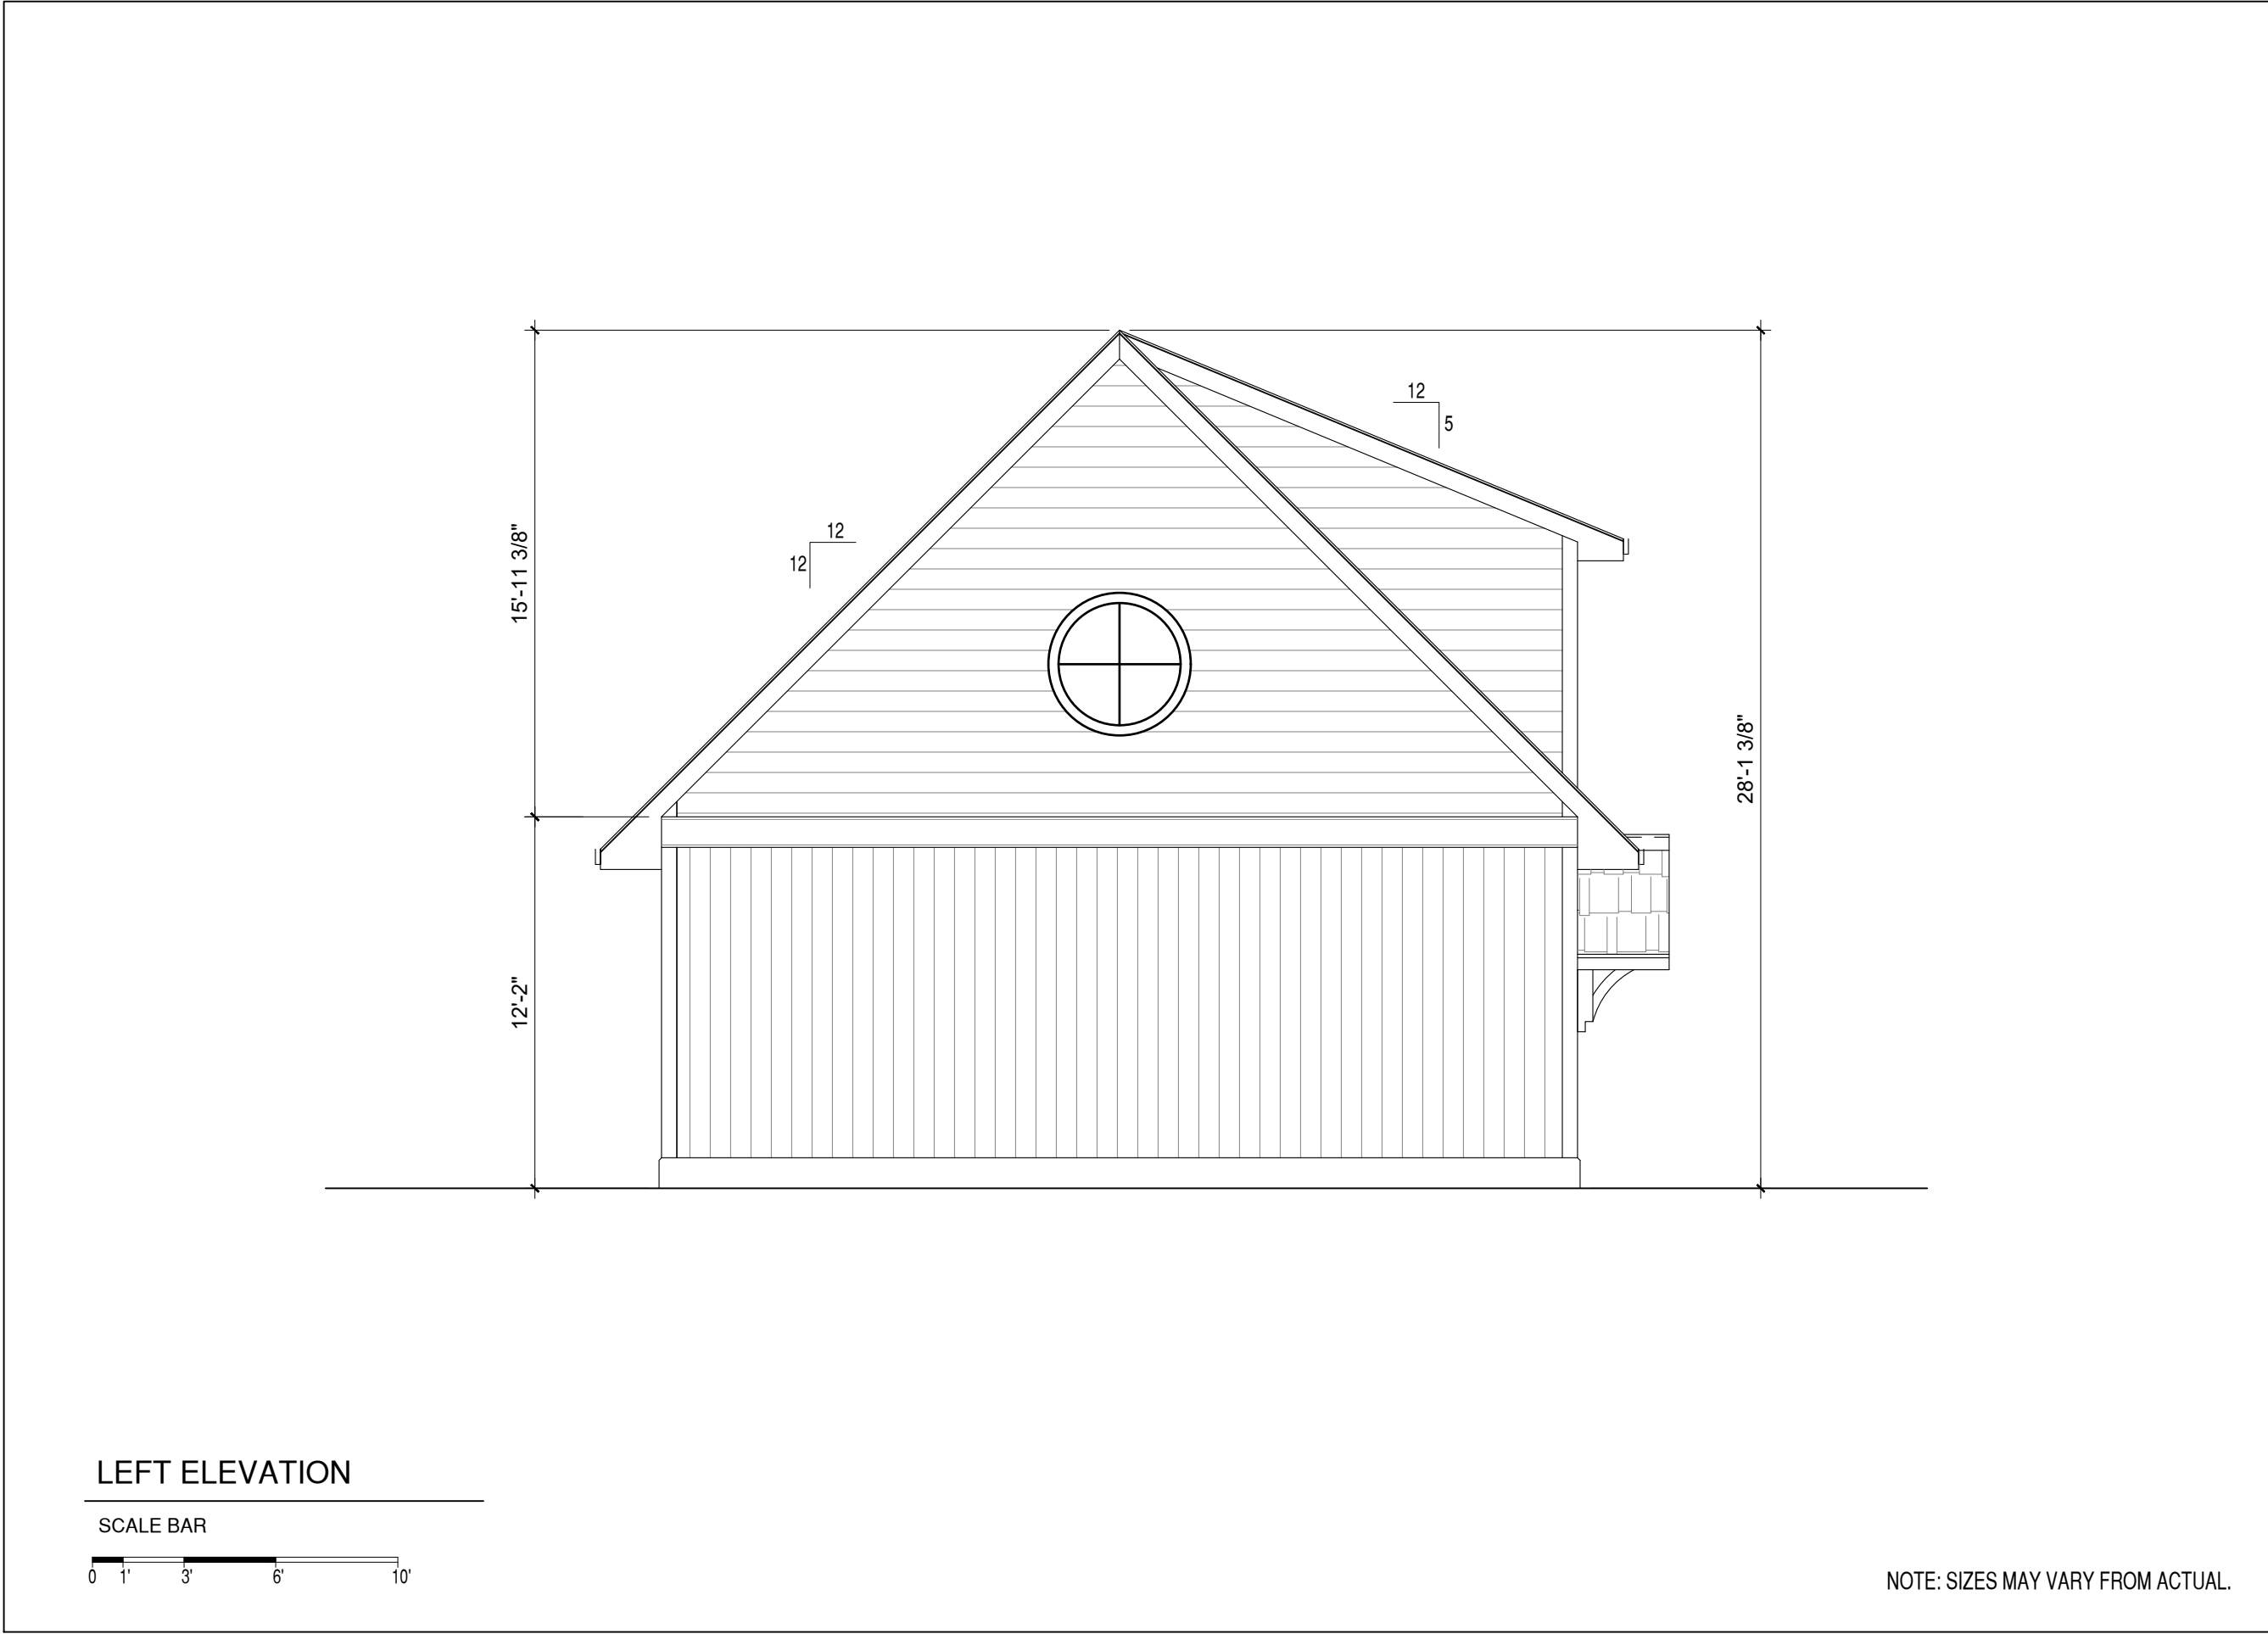 12
5
12
12
15'-11 3/8"
28'-1 3/8"
12'-2"
LEFT ELEVATION
SCALE BAR
0 1' 3' 6' 10'
NOTE: SIZES MAY VARY FROM ACTUAL.